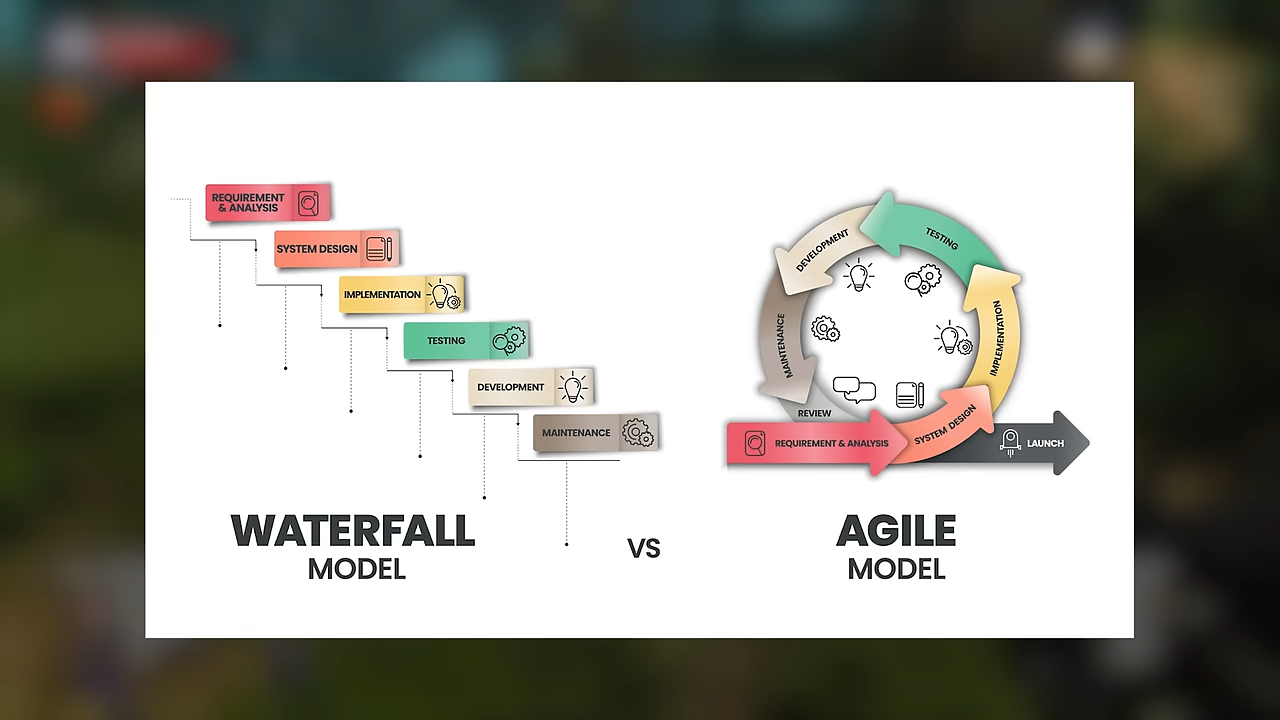 REQUIREMENT
& ANALYSIS
SYSTEM DESIGN
IMPLEMENTATION
TESTING
DEVELOPMENT
MAINTENANCE
WATERFALL
MODEL
VS
DEVELOPMENT
TESTING
MAINTENANCE
IMPLEMENTATION
REVIEW
REQUIREMENT & ANALYSIS
SYSTEM DESIGN
LAUNCH
AGILE
MODEL